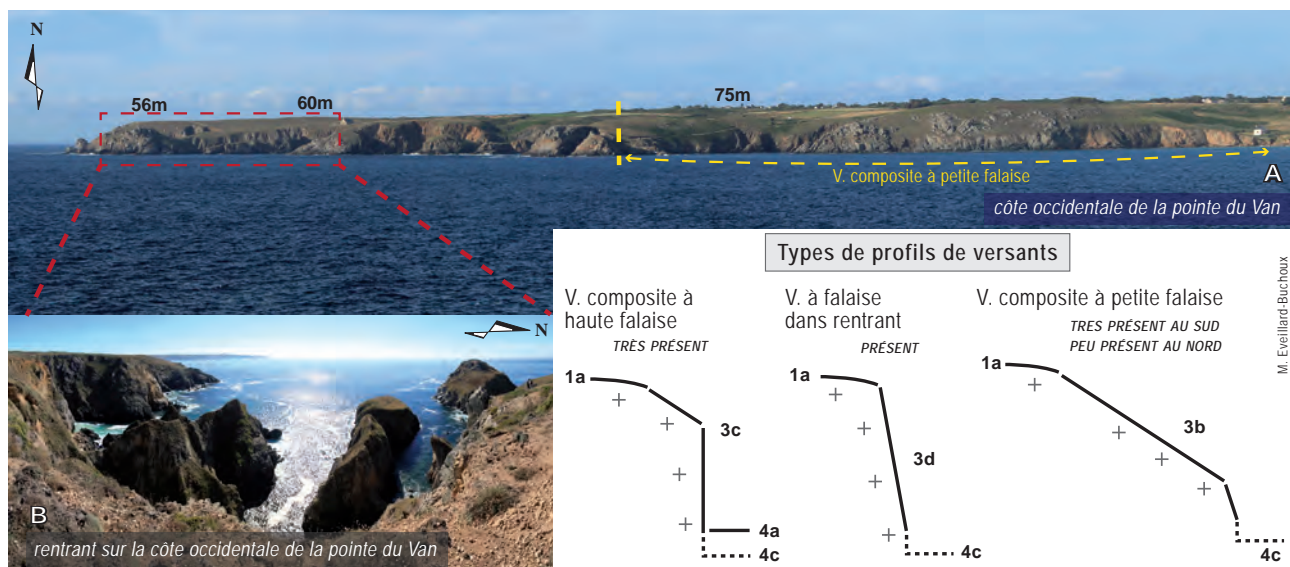 N
56m
60m
75m
V. composite à petite falaise
A
côte occidentale de la pointe du Van
N
B
rentrant sur la côte occidentale de la pointe du Van
Types de profils de versants
V. composite à
haute falaise
TRÈS PRÉSENT
1a
3c
4a
4c
V. à falaise
dans rentrant
PRÉSENT
1a
3d
4c
V. composite à petite falaise
TRES PRÉSENT AU SUD
PEU PRÉSENT AU NORD
1a
3b
4c
M. Eveillard-Buchoux